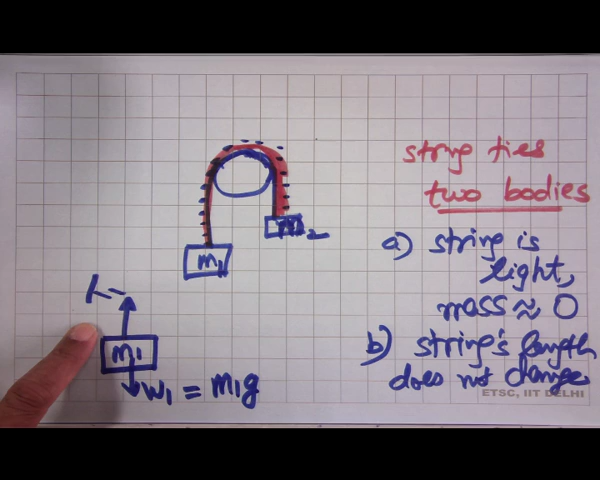 string ties
two bodies
a) string is
light,
mass ≈ 0
b) string's length
does not change
m1
m2
T
m1
W1 = m1g
ETSC, IIT DELHI